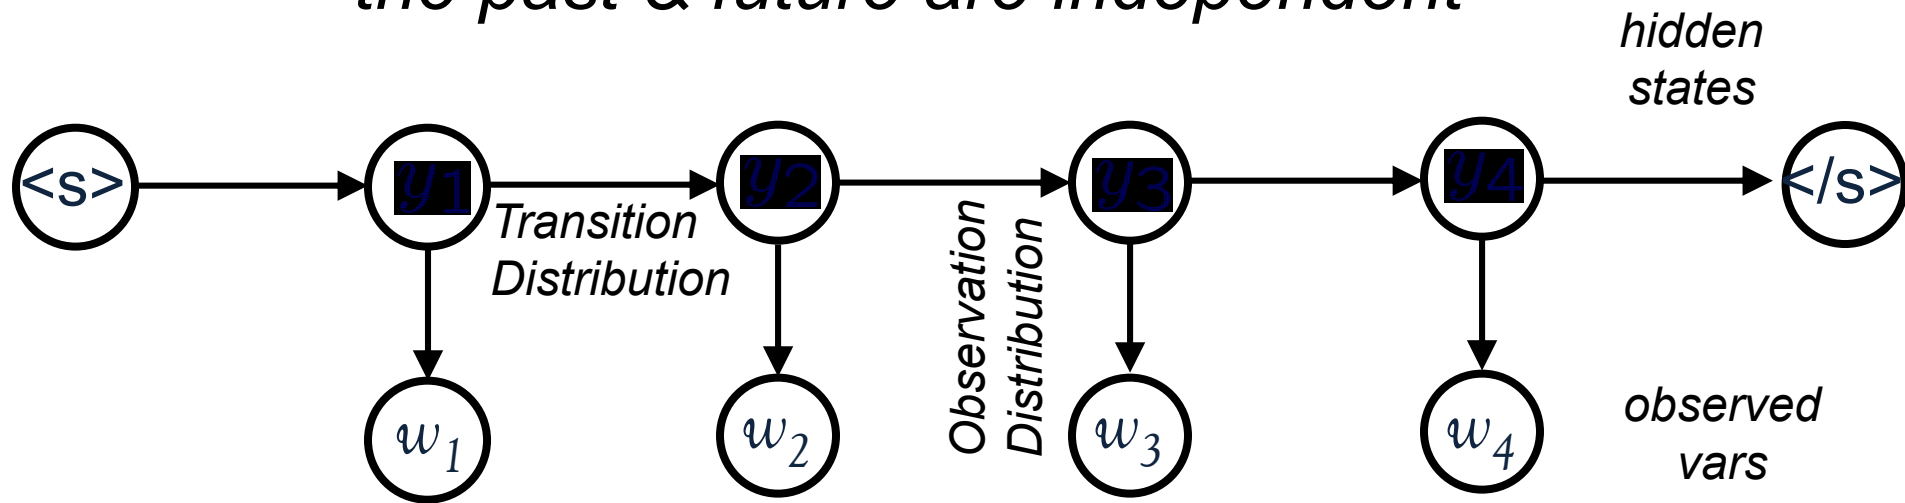 the past & future are independent
hidden
states
<s> y1 y2 y3 y4 </s>
Transition
Distribution
Observation
Distribution
w1 w2 w3 w4
observed
vars